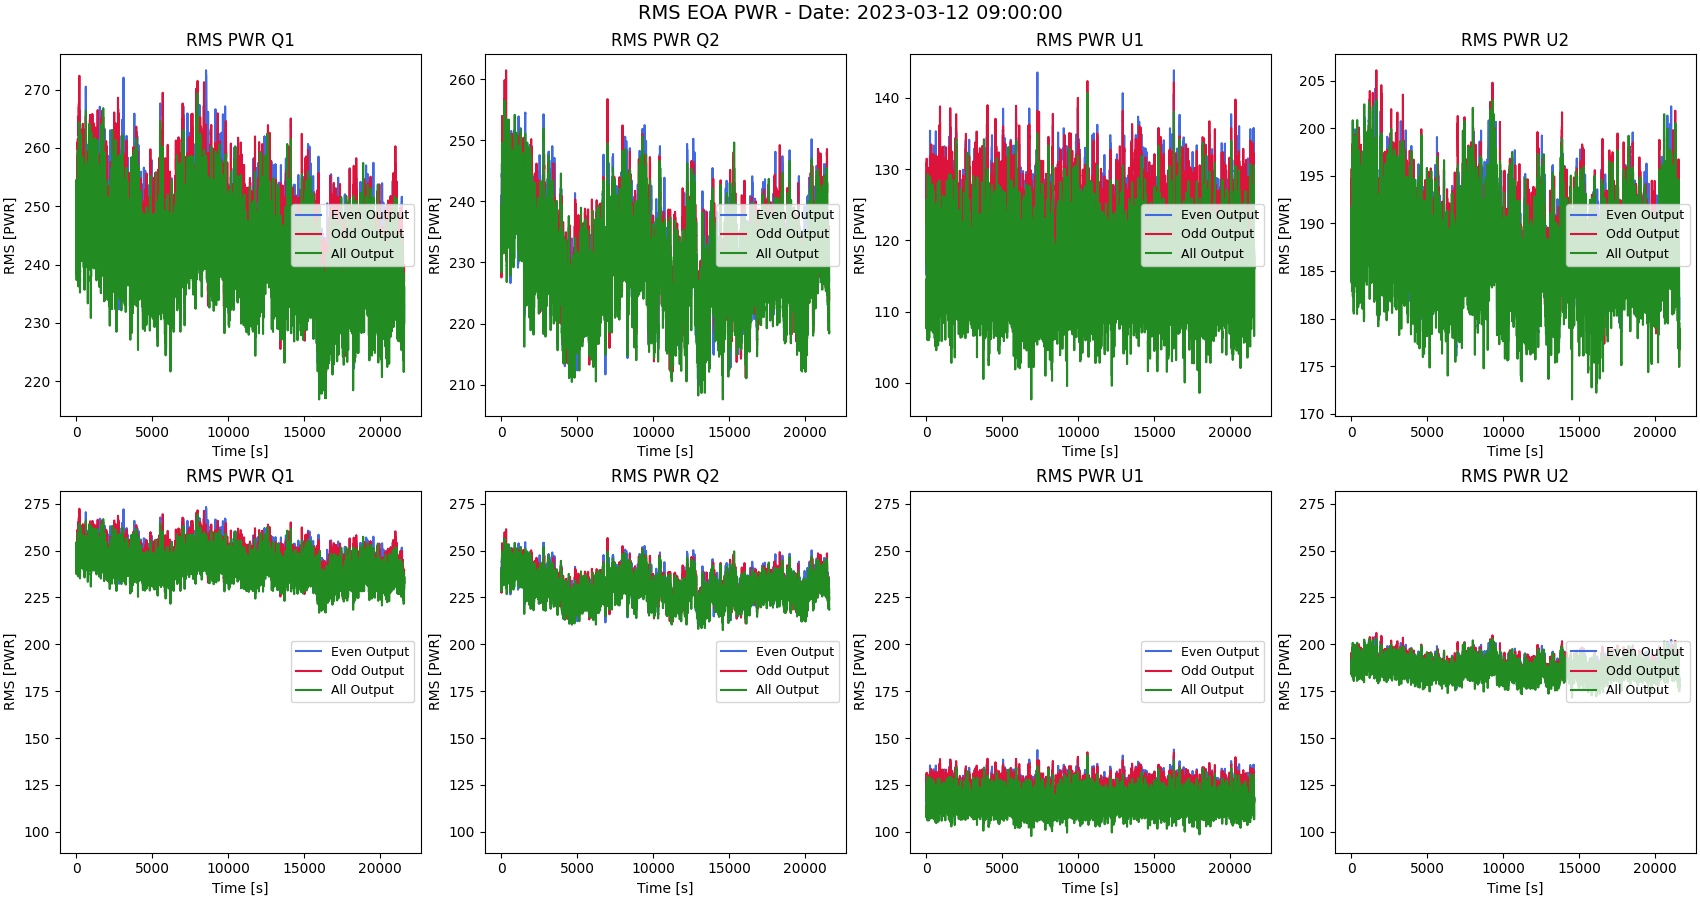 RMS EOA PWR - Date: 2023-03-12 09:00:00
RMS PWR Q1
RMS [PWR]
270
260
250
240
230
220
0 5000 10000 15000 20000
Time [s]
Even Output
Odd Output
All Output
RMS PWR Q2
RMS [PWR]
260
250
240
230
220
210
0 5000 10000 15000 20000
Time [s]
Even Output
Odd Output
All Output
RMS PWR U1
RMS [PWR]
140
130
120
110
100
0 5000 10000 15000 20000
Time [s]
Even Output
Odd Output
All Output
RMS PWR U2
RMS [PWR]
205
200
195
190
185
180
175
170
0 5000 10000 15000 20000
Time [s]
Even Output
Odd Output
All Output
RMS PWR Q1
RMS [PWR]
275
250
225
200
175
150
125
100
0 5000 10000 15000 20000
Time [s]
Even Output
Odd Output
All Output
RMS PWR Q2
RMS [PWR]
275
250
225
200
175
150
125
100
0 5000 10000 15000 20000
Time [s]
Even Output
Odd Output
All Output
RMS PWR U1
RMS [PWR]
275
250
225
200
175
150
125
100
0 5000 10000 15000 20000
Time [s]
Even Output
Odd Output
All Output
RMS PWR U2
RMS [PWR]
275
250
225
200
175
150
125
100
0 5000 10000 15000 20000
Time [s]
Even Output
Odd Output
All Output